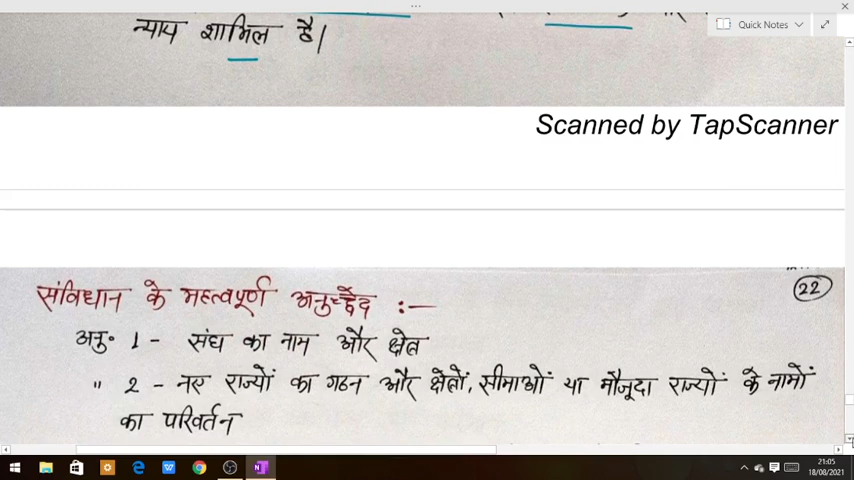 Quick Notes
न्याय शामिल है।
Scanned by TapScanner
संविधान के महत्वपूर्ण अनुच्छेद :—
22
अनु॰ 1 - संघ का नाम और क्षेत्र
" 2 - नए राज्यों का गठन और क्षेत्रों, सीमाओं या मौजूदा राज्यों के नामों
का परिवर्तन
21:05
18/08/2021